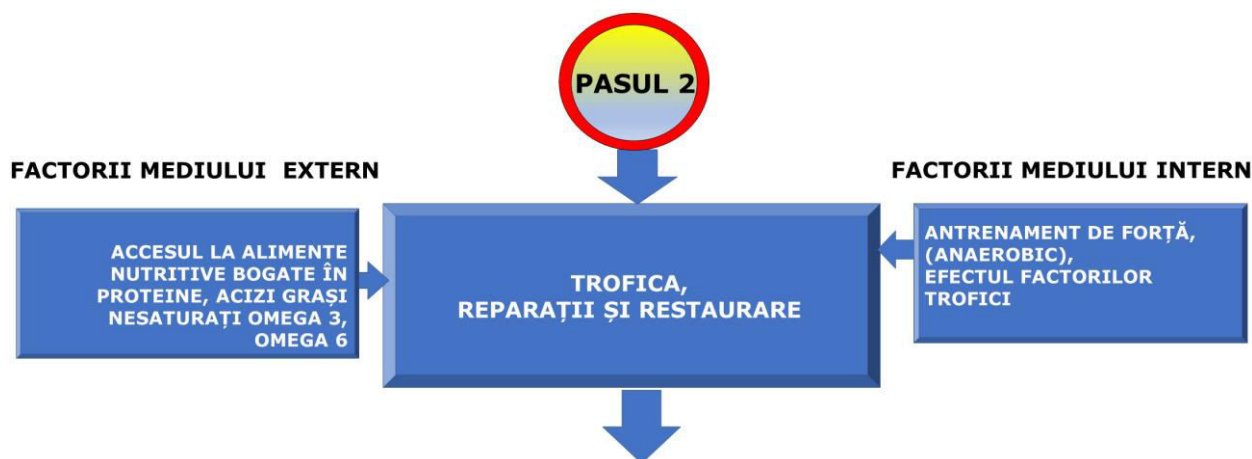 PASUL 2
FACTORII MEDIULUI EXTERN
ACCESUL LA ALIMENTE
NUTRITIVE BOGATE ÎN
PROTEINE, ACIZI GRAȘI
NESATURAȚI OMEGA 3,
OMEGA 6
TROFICA,
REPARAȚII ȘI RESTAURARE
FACTORII MEDIULUI INTERN
ANTRENAMENT DE FORȚĂ,
(ANAEROBIC),
EFECTUL FACTORILOR
TROFICI